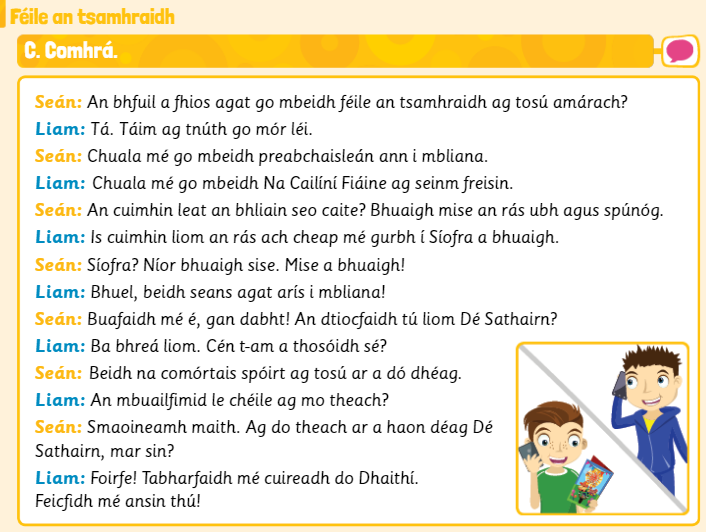 Féile an tsamhraidh
C. Comhrá.
Seán: An bhfuil a fhios agat go mbeidh féile an tsamhraidh ag tosú amárach?
Liam: Tá. Táim ag tnúth go mór léi.
Seán: Chuala mé go mbeidh preabchaisleán ann i mbliana.
Liam: Chuala mé go mbeidh Na Cailíní Fiáine ag seinm freisin.
Seán: An cuimhin leat an bhliain seo caite? Bhuaigh mise an rás ubh agus spúnóg.
Liam: Is cuimhin liom an rás ach cheap mé gurbh í Síofra a bhuaigh.
Seán: Síofra? Níor bhuaigh sise. Mise a bhuaigh!
Liam: Bhuel, beidh seans agat arís i mbliana!
Seán: Buafaidh mé é, gan dabht! An dtiocfaidh tú liom Dé Sathairn?
Liam: Ba bhreá liom. Cén t-am a thosóidh sé?
Seán: Beidh na comórtais spóirt ag tosú ar a dó dhéag.
Liam: An mbuailfimid le chéile ag mo theach?
Seán: Smaoineamh maith. Ag do theach ar a haon déag Dé
Sathairn, mar sin?
Liam: Foirfe! Tabharfaidh mé cuireadh do Dhaithí.
Feicfidh mé ansin thú!